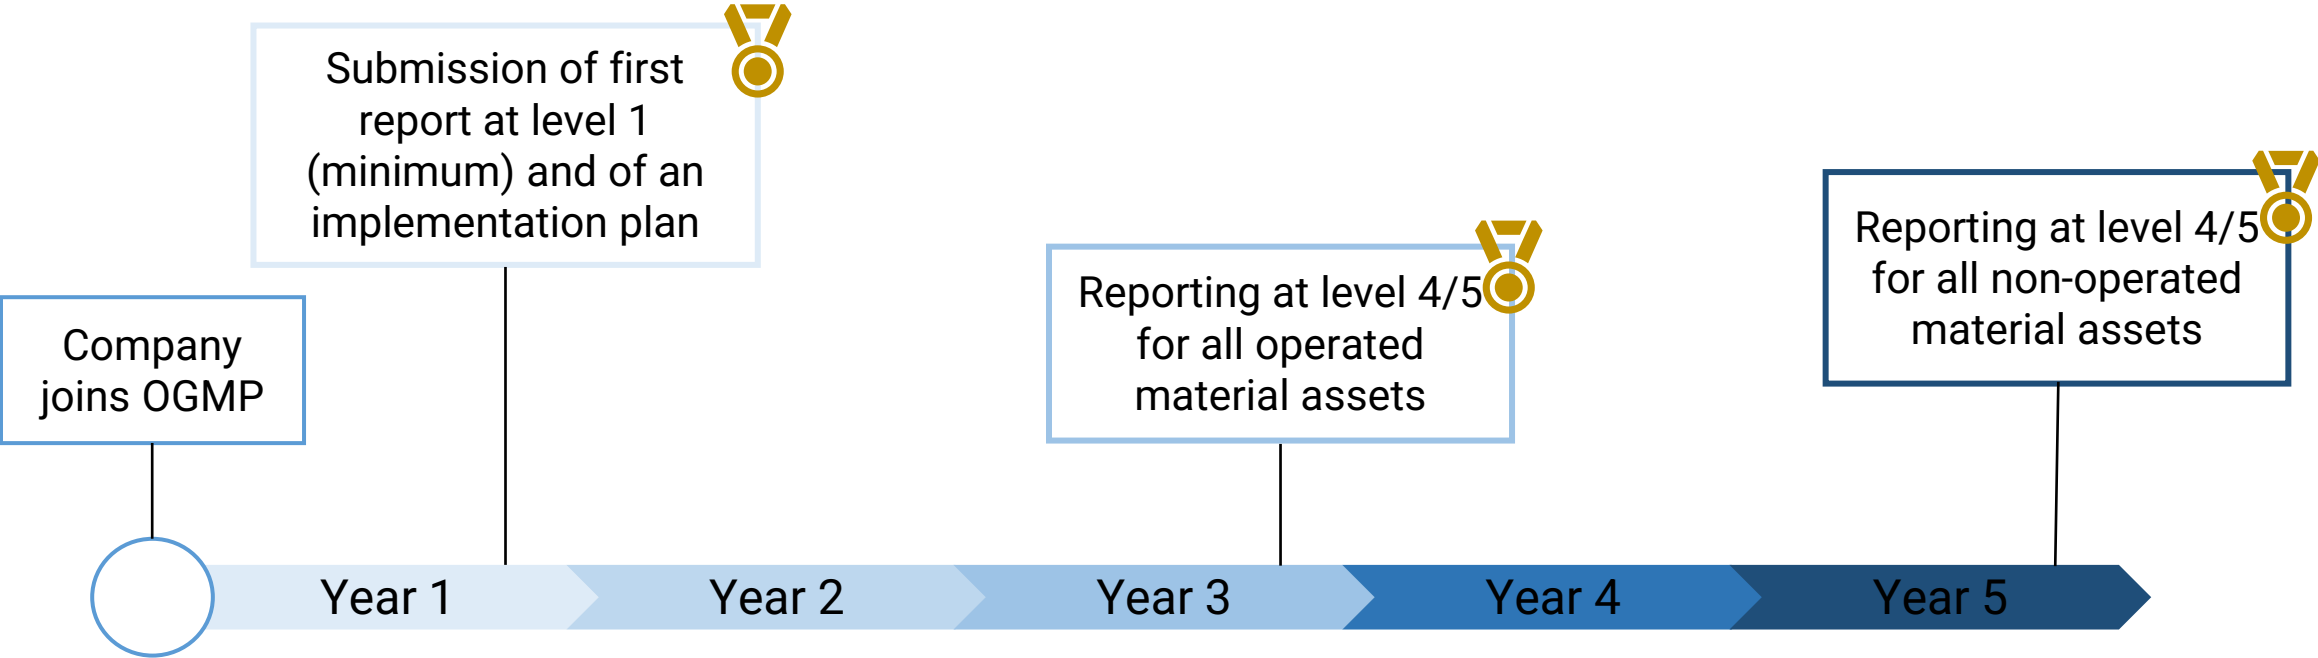 Company
joins OGMP
Submission of first
report at level 1
(minimum) and of an
implementation plan
Reporting at level 4/5
for all operated
material assets
Reporting at level 4/5
for all non-operated
material assets
Year 1
Year 2
Year 3
Year 4
Year 5